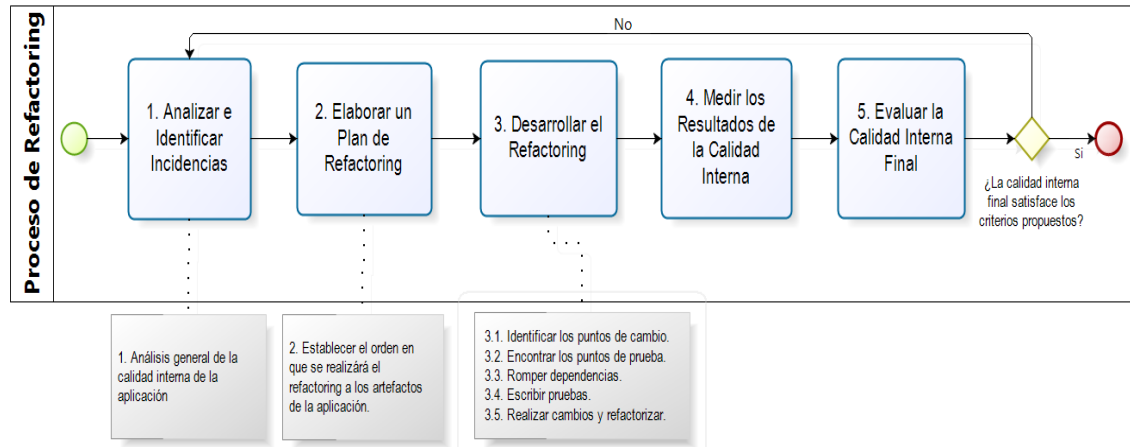 Proceso de Refactoring
No
1. Analizar e
Identificar
Incidencias
2. Elaborar un
Plan de
Refactoring
3. Desarrollar el
Refactoring
4. Medir los
Resultados de
la Calidad
Interna
5. Evaluar la
Calidad Interna
Final
Si
¿La calidad interna
final satisface los
criterios propuestos?
1. Análisis general de la
calidad interna de la
aplicación
2. Establecer el orden en
que se realizárá el
refactoring a los artefactos
de la aplicación.
3.1. Identificar los puntos de cambio.
3.2. Encontrar los puntos de prueba.
3.3. Romper dependencias.
3.4. Escribir pruebas.
3.5. Realizar cambios y refactorizar.